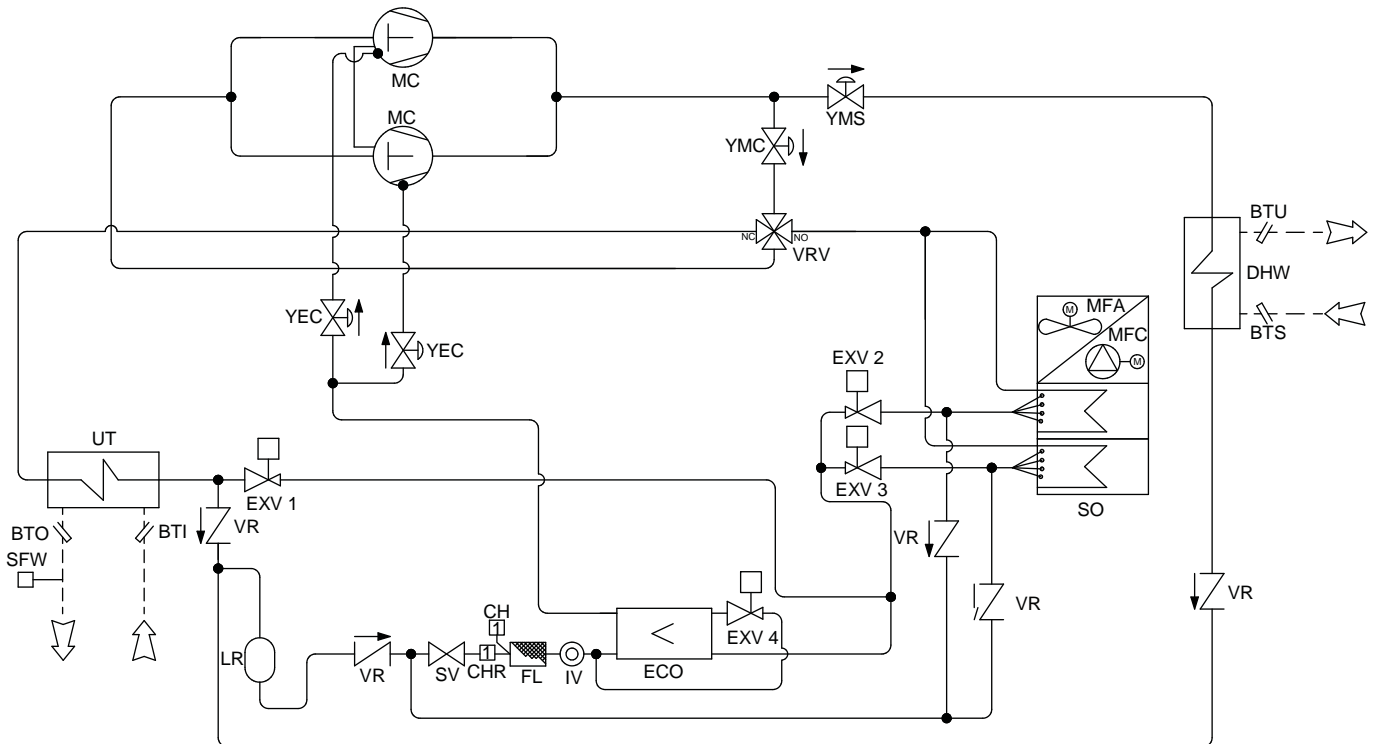 MC
MC
YMS
YMC
NC
NO
VRV
BTU
DHW
BTS
YEC
YEC
M
MFA
MFC
M
EXV 2
EXV 3
SO
UT
EXV 1
BTO
BTI
VR
SFW
VR
VR
VR
LR
VR
SV
CH
1
1
CHR
FL
IV
ECO
EXV 4